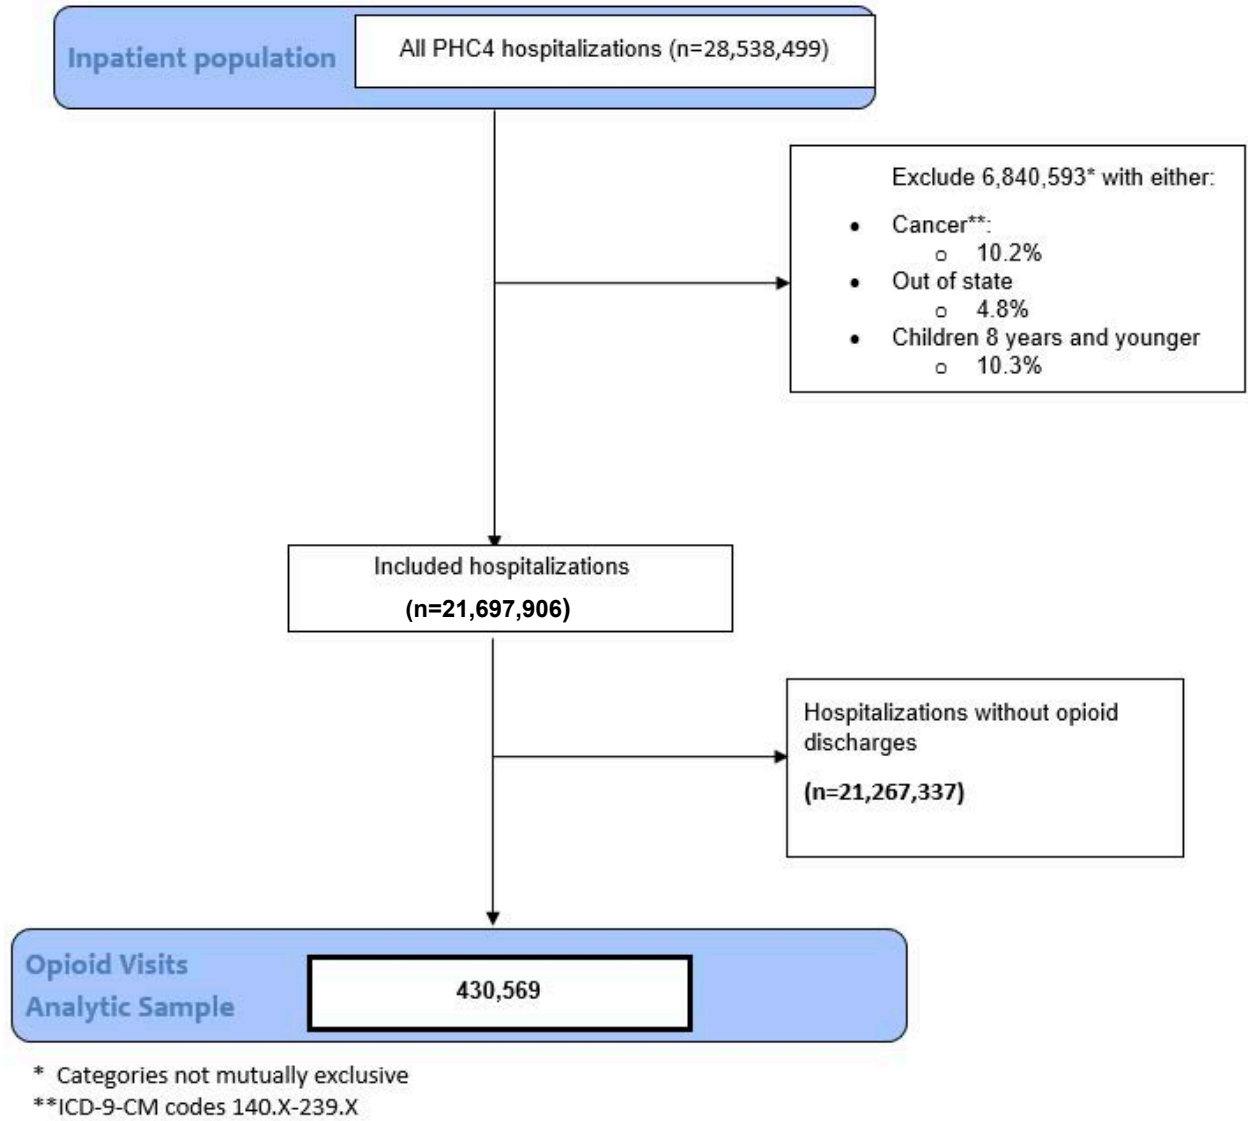 Inpatient population
All PHC4 hospitalizations (n=28,538,499)
Exclude 6,840,593* with either:
• Cancer**:
o 10.2%
• Out of state
o 4.8%
• Children 8 years and younger
o 10.3%
Included hospitalizations
(n=21,697,906)
Hospitalizations without opioid
discharges
(n=21,267,337)
Opioid Visits
Analytic Sample
430,569
* Categories not mutually exclusive
**ICD-9-CM codes 140.X-239.X